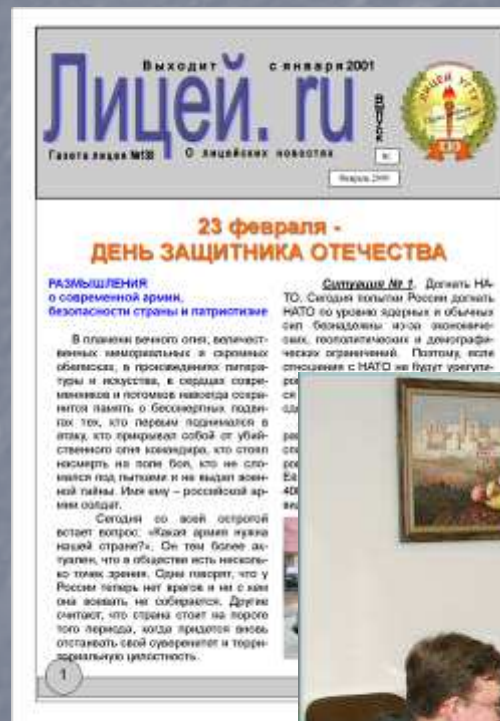 Выходит с января 2001
Лицей. ru
Газета лицея №130 О лицейских новостях
Выпуск
ЛИЦЕЙ УГТУ
130
Февраль
23 февраля -
ДЕНЬ ЗАЩИТНИКА ОТЕЧЕСТВА
РАЗМЫШЛЕНИЯ
о современной армии,
безопасности страны и патриотизме
В пламени вечного огня, величест-
венных мемориальных и скромных
обелисках, в произведениях литера-
туры и искусства, в сердцах совре-
менников и потомков навсегда сохра-
нится память о бессмертных подви-
гах тех, кто первым поднимался в
атаку, кто прикрывал собой от убий-
ственного огня командира, кто стоял
насмерть на поле боя, кто не сло-
мался под пытками и не выдал воен-
ной тайны. Имя ему – российской ар-
мии солдат.
Сегодня со всей остротой
встает вопрос: «Какая армия нужна
нашей стране?». Он тем более ак-
туален, что в обществе есть несколь-
ко точек зрения. Одни говорят, что у
России теперь нет врагов и ни с кем
она воевать не собирается. Другие
считают, что страна стоит на пороге
того периода, когда придется вновь
отстаивать свой суверенитет и терри-
ториальную целостность.
Ситуация № 1. Догнать НА-
ТО. Сегодня попытки России догнать
НАТО по уровню ядерных и обычных
сил безнадежны из-за экономиче-
ских, геополитических и демографи-
ческих ограничений. Поэтому, если
отношения с НАТО не будут урегули-
1